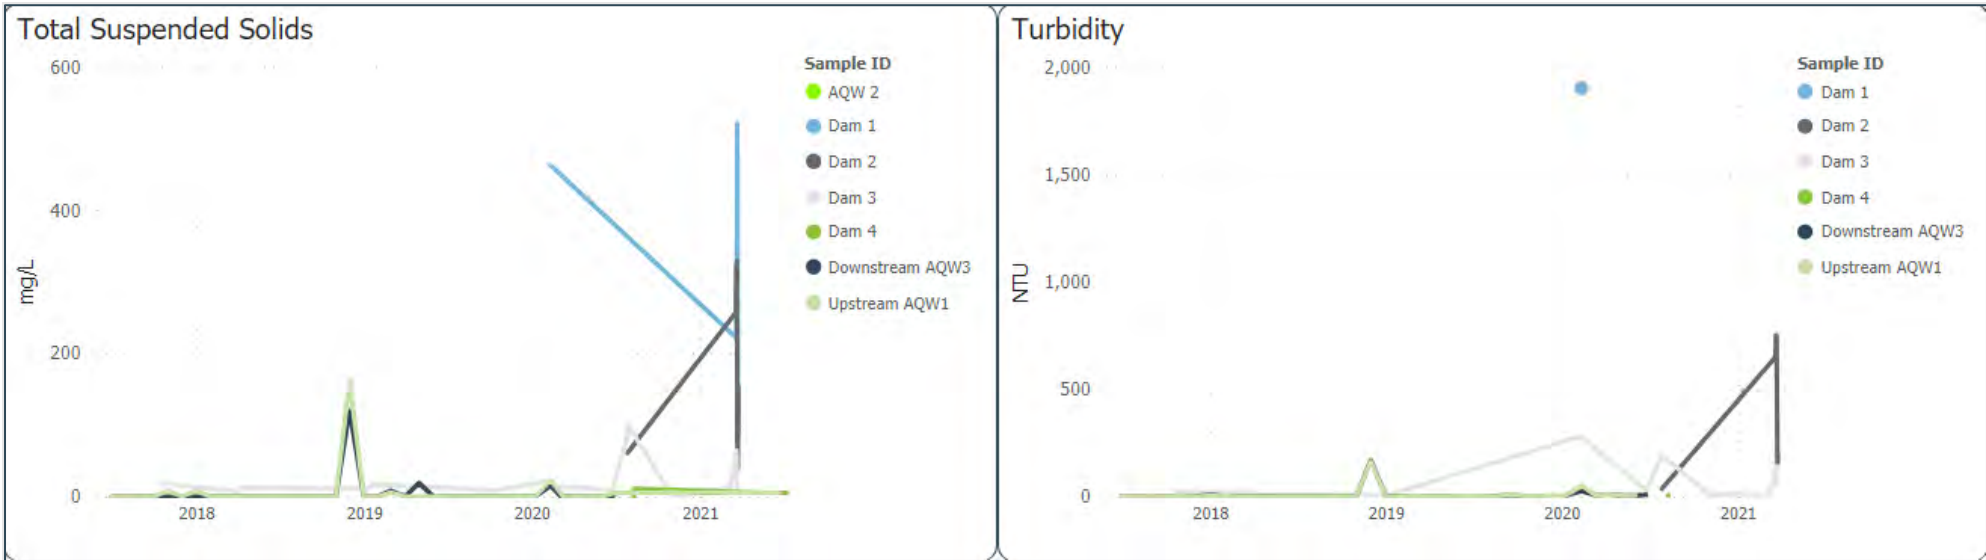 Total Suspended Solids
600
400
200
0
mg/L
2018
2019
2020
2021
Sample ID
AQW 2
Dam 1
Dam 2
Dam 3
Dam 4
Downstream AQW3
Upstream AQW1
Turbidity
2,000
1,500
1,000
500
0
NTU
2018
2019
2020
2021
Sample ID
Dam 1
Dam 2
Dam 3
Dam 4
Downstream AQW3
Upstream AQW1